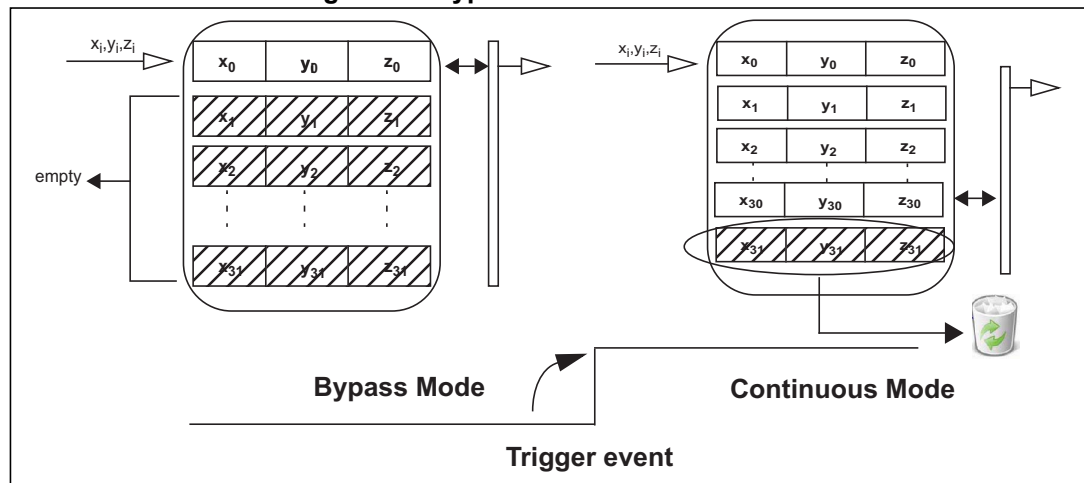 xᵢ,yᵢ,zᵢ
x₀ y₀ z₀
x₁ y₁ z₁
x₂ y₂ z₂
x₃₁ y₃₁ z₃₁
empty
xᵢ,yᵢ,zᵢ
x₀ y₀ z₀
x₁ y₁ z₁
x₂ y₂ z₂
x₃₀ y₃₀ z₃₀
x₃₁ y₃₁ z₃₁
Bypass Mode
Continuous Mode
Trigger event